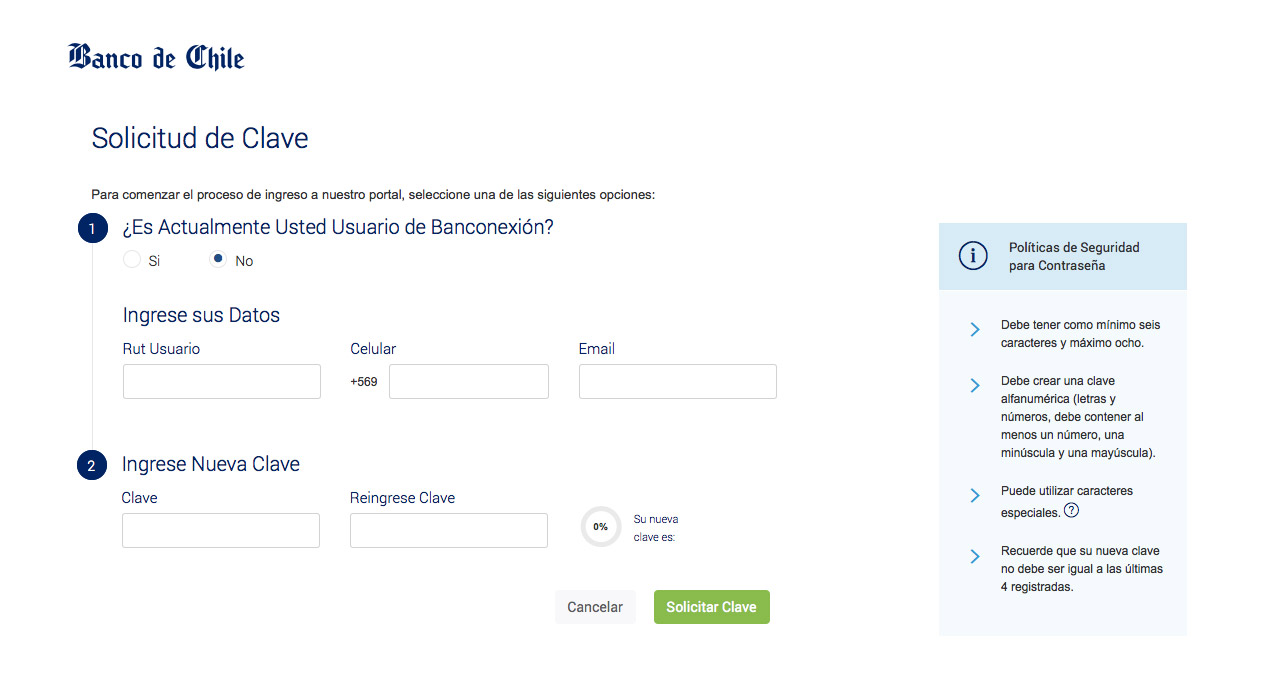 Banco de Chile
Solicitud de Clave
Para comenzar el proceso de ingreso a nuestro portal, seleccione una de las siguientes opciones:
1 ¿Es Actualmente Usted Usuario de Banconexión?
Si No
Ingrese sus Datos
Rut Usuario Celular Email
+569
2 Ingrese Nueva Clave
Clave Reingrese Clave
0% Su nueva
clave es:
Cancelar Solicitar Clave
i Políticas de Seguridad
para Contraseña
Debe tener como mínimo seis
caracteres y máximo ocho.
Debe crear una clave
alfanumérica (letras y
números, debe contener al
menos un número, una
minúscula y una mayúscula).
Puede utilizar caracteres
especiales. ?
Recuerde que su nueva clave
no debe ser igual a las últimas
4 registradas.